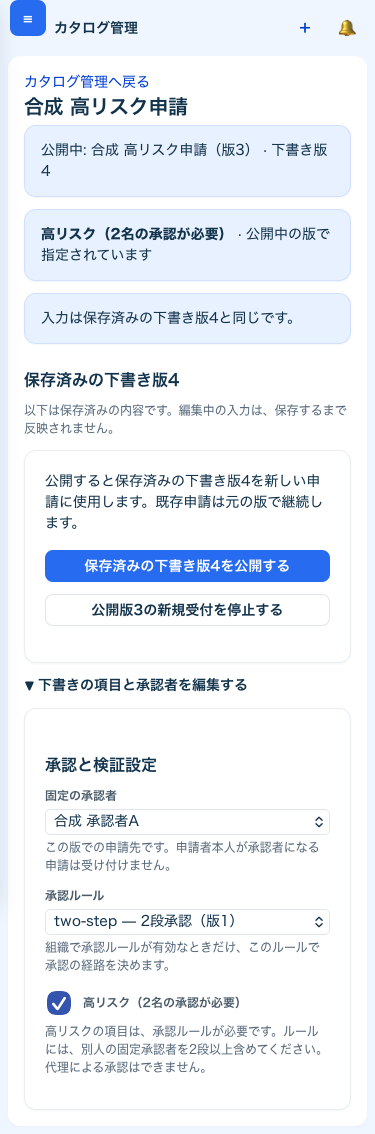 カタログ管理
カタログ管理へ戻る
合成 高リスク申請
公開中: 合成 高リスク申請（版3） · 下書き版
4
高リスク（2名の承認が必要） · 公開中の版で
指定されています
入力は保存済みの下書き版4と同じです。
保存済みの下書き版4
以下は保存済みの内容です。編集中の入力は、保存するまで
反映されません。
公開すると保存済みの下書き版4を新しい申
請に使用します。既存申請は元の版で継続し
ます。
保存済みの下書き版4を公開する
公開版3の新規受付を停止する
▼ 下書きの項目と承認者を編集する
承認と検証設定
固定の承認者
合成 承認者A
この版での申請先です。申請者本人が承認者になる
申請は受け付けません。
承認ルール
two-step — 2段承認（版1）
組織で承認ルールが有効なときだけ、このルールで
承認の経路を決めます。
高リスク（2名の承認が必要）
高リスクの項目は、承認ルールが必要です。ルール
には、別人の固定承認者を2段以上含めてください。
代理による承認はできません。